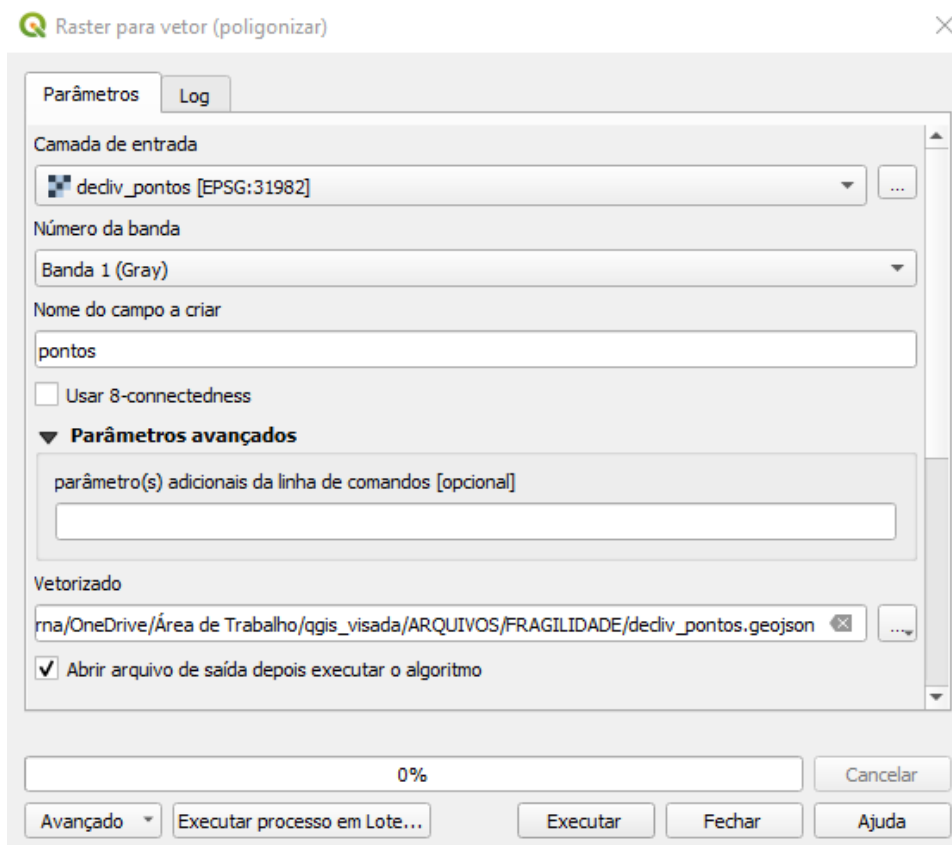 Raster para vetor (poligonizar)
Parâmetros
Log
Camada de entrada
decliv_pontos [EPSG:31982]
...
Número da banda
Banda 1 (Gray)
Nome do campo a criar
pontos
Usar 8-connectedness
Parâmetros avançados
parâmetro(s) adicionais da linha de comandos [opcional]
Vetorizado
rna/OneDrive/Área de Trabalho/qgis_visada/ARQUIVOS/FRAGILIDADE/decliv_pontos.geojson
...
Abrir arquivo de saída depois executar o algoritmo
0%
Cancelar
Avançado
Executar processo em Lote...
Executar
Fechar
Ajuda